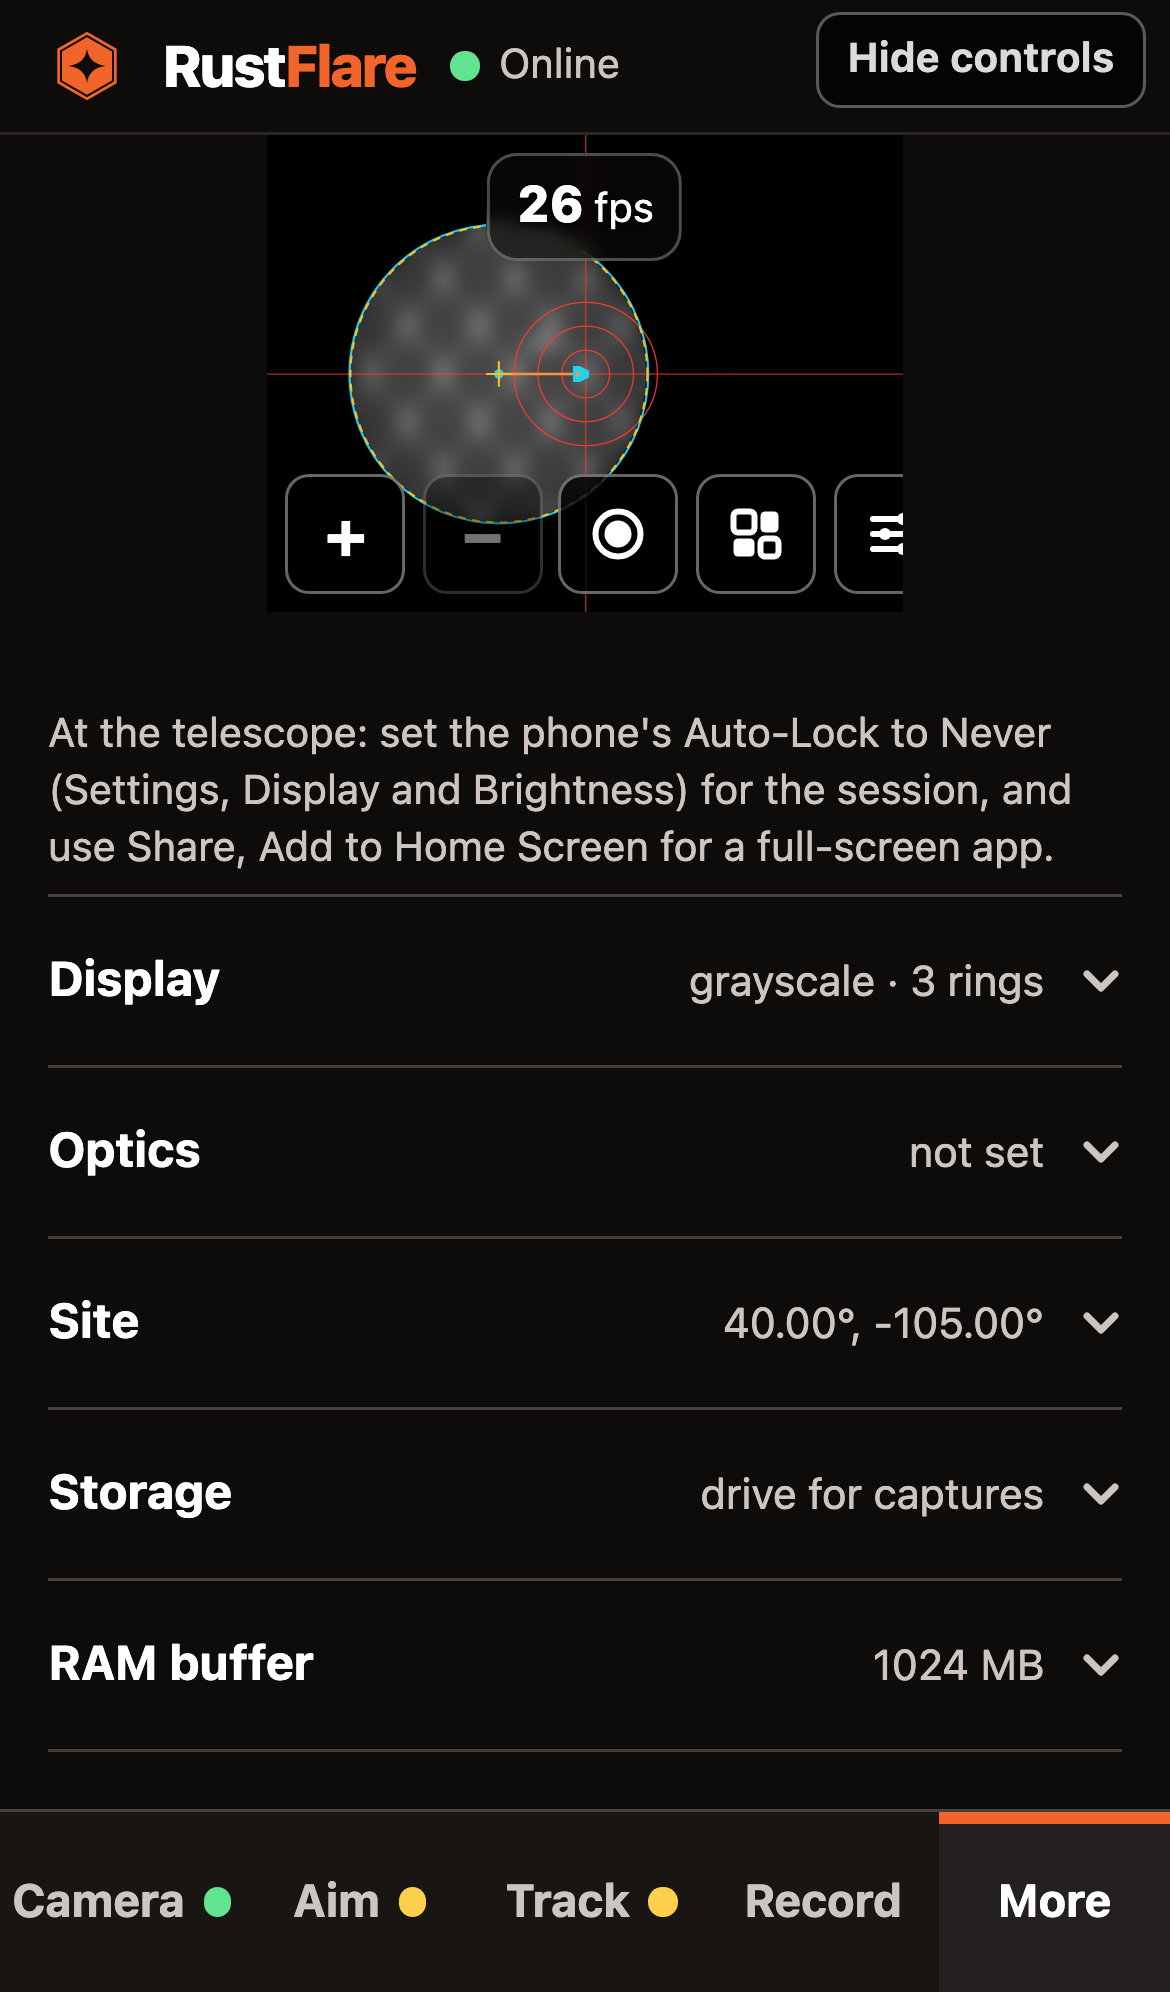 RustFlare Online Hide controls
26 fps
At the telescope: set the phone's Auto-Lock to Never
(Settings, Display and Brightness) for the session, and
use Share, Add to Home Screen for a full-screen app.
Display grayscale · 3 rings
Optics not set
Site 40.00°, -105.00°
Storage drive for captures
RAM buffer 1024 MB
Camera Aim Track Record More